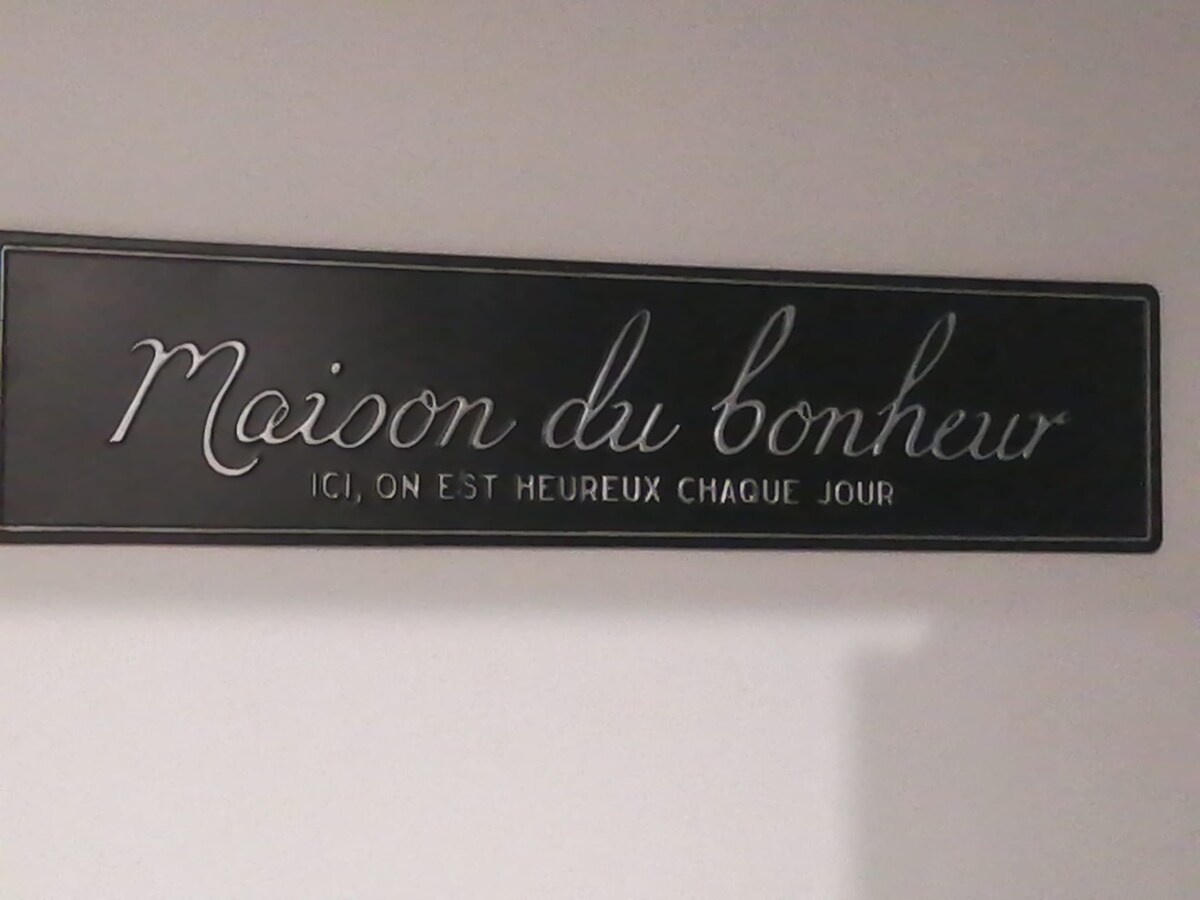 Maison du bonheur
ICI, ON EST HEUREUX CHAQUE JOUR